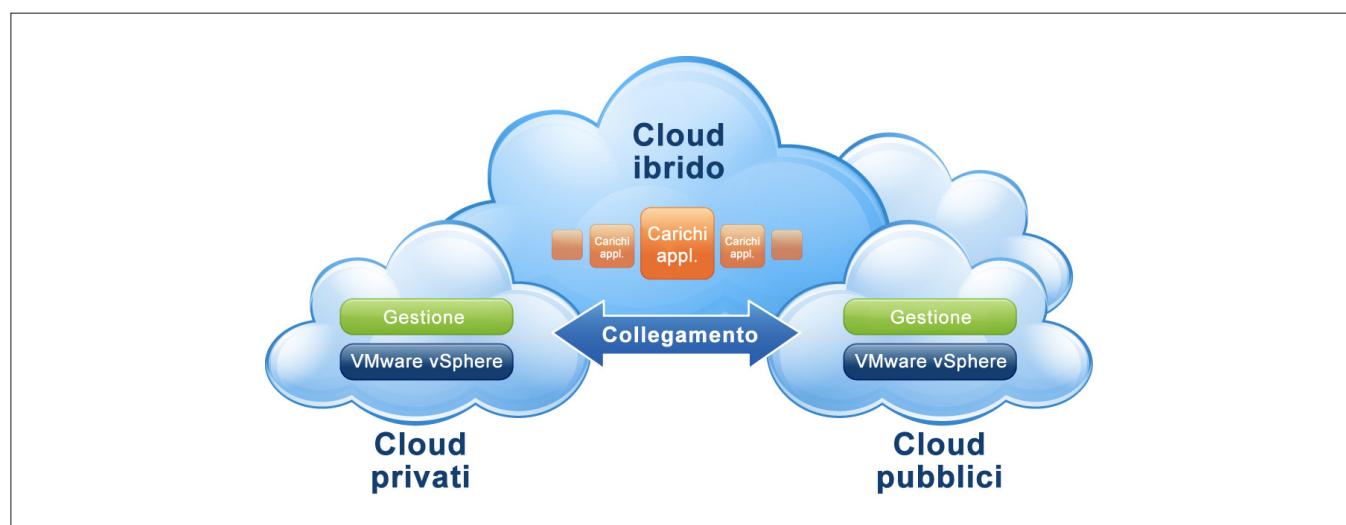 Cloud
ibrido
Carichi
appl.
Carichi
appl.
Carichi
appl.
Gestione
VMware vSphere
Collegamento
Gestione
VMware vSphere
Cloud
privati
Cloud
pubblici